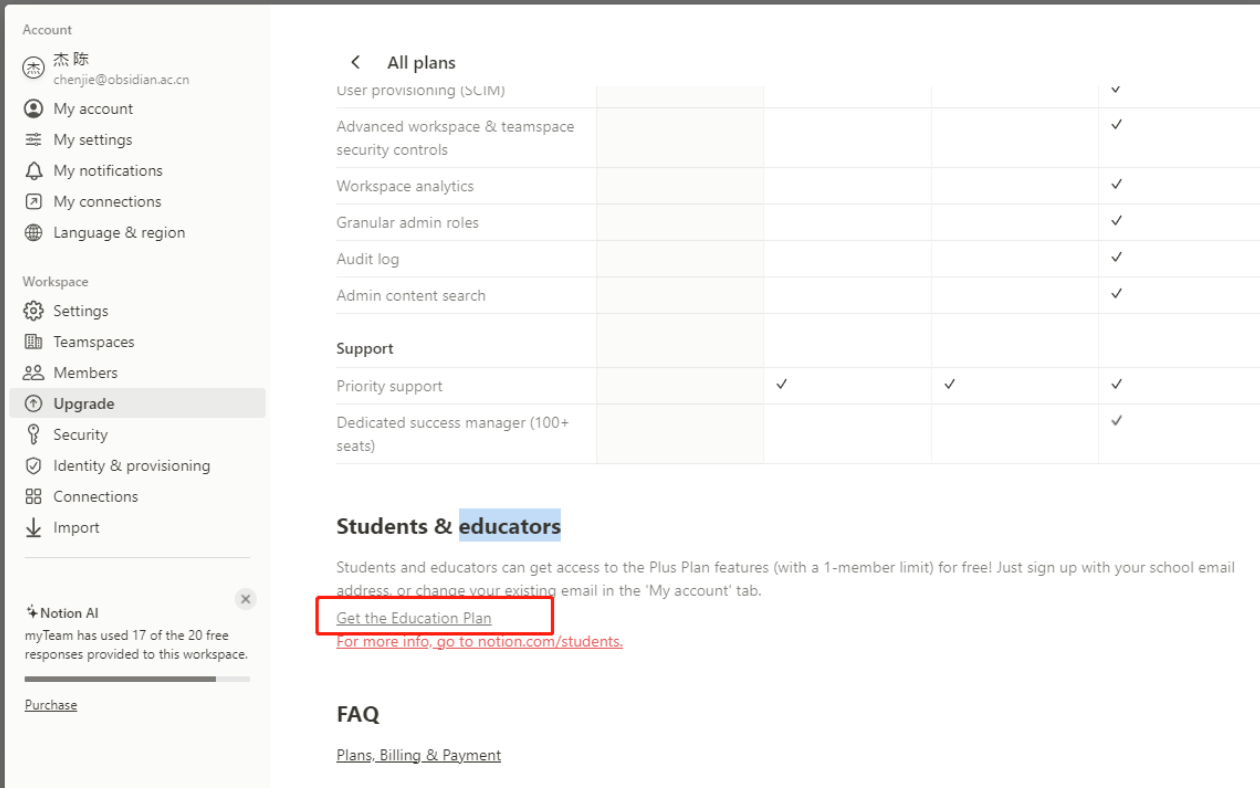 Account
杰
杰 陈
chenjie@obsidian.ac.cn
My account
My settings
My notifications
My connections
Language & region
Workspace
Settings
Teamspaces
Members
Upgrade
Security
Identity & provisioning
Connections
Import
Notion AI
myTeam has used 17 of the 20 free
responses provided to this workspace.
Purchase
All plans
User provisioning (SCIM)
Advanced workspace & teamspace
security controls
Workspace analytics
Granular admin roles
Audit log
Admin content search
Support
Priority support
Dedicated success manager (100+
seats)
Students & educators
Students and educators can get access to the Plus Plan features (with a 1-member limit) for free! Just sign up with your school email
address, or change your existing email in the 'My account' tab.
Get the Education Plan
For more info, go to notion.com/students.
FAQ
Plans, Billing & Payment